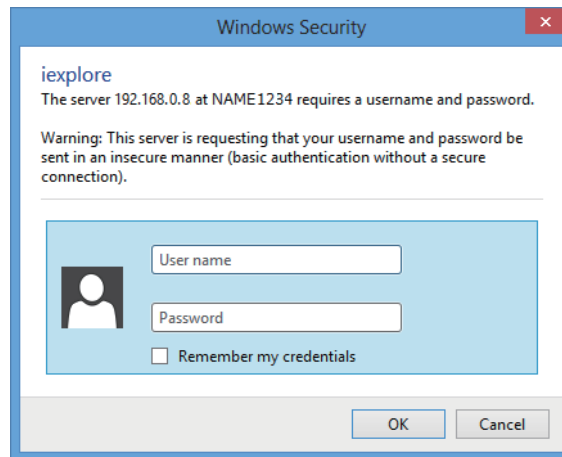 Windows Security
iexplore
The server 192.168.0.8 at NAME1234 requires a username and password.
Warning: This server is requesting that your username and password be
sent in an insecure manner (basic authentication without a secure
connection).
User name
Password
Remember my credentials
OK Cancel